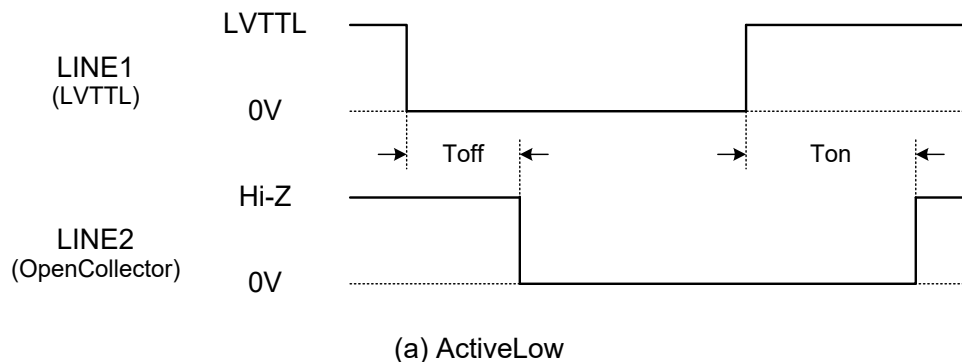 LVTTL
LINE1
(LVTTL)
0V
Toff
Ton
Hi-Z
LINE2
(OpenCollector)
0V
(a) ActiveLow